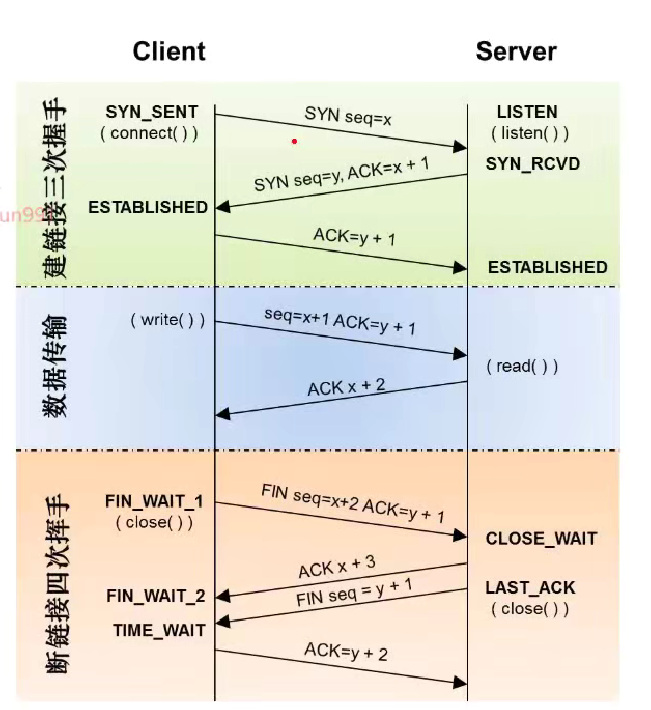 Client
Server
建链接三次握手
SYN_SENT
( connect( ) )
SYN seq=x
LISTEN
( listen( ) )
SYN seq=y, ACK=x + 1
SYN_RCVD
ESTABLISHED
ACK=y + 1
ESTABLISHED
数据传输
( write( ) )
seq=x+1 ACK=y + 1
( read( ) )
ACK x + 2
断链接四次挥手
FIN_WAIT_1
( close( ) )
FIN seq=x+2 ACK=y + 1
CLOSE_WAIT
ACK x + 3
FIN_WAIT_2
FIN seq = y + 1
LAST_ACK
( close( ) )
TIME_WAIT
ACK=y + 2